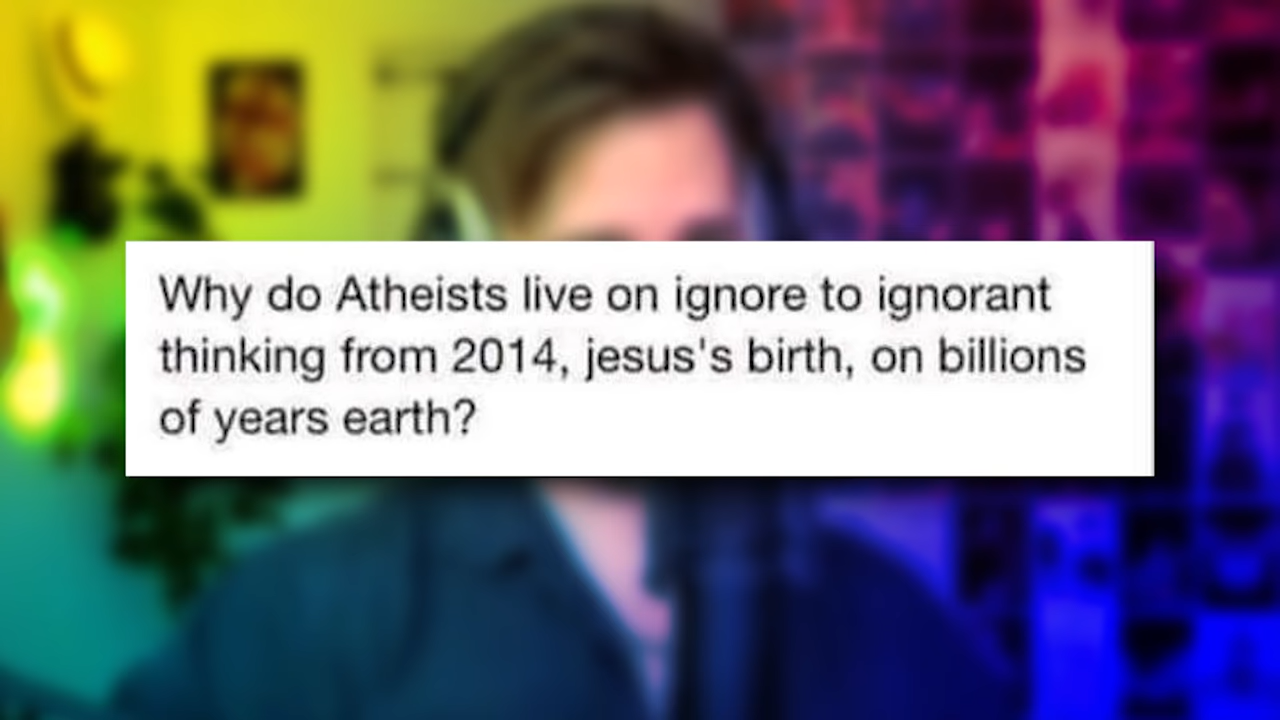 Why do Atheists live on ignore to ignorant
thinking from 2014, jesus's birth, on billions
of years earth?